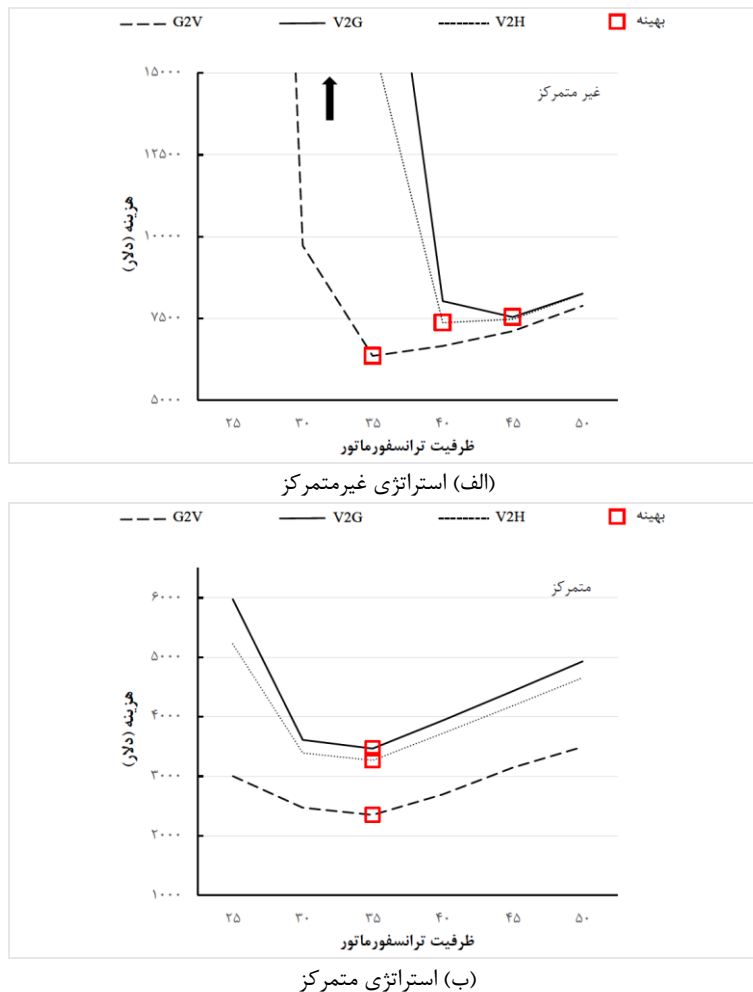 G2V V2G V2H بهینه
۱۵۰۰۰
غیر متمرکز
۱۲۵۰۰
۱۰۰۰۰
۷۵۰۰
۵۰۰۰
هزینه (دلار)
۲۵ ۳۰ ۳۵ ۴۰ ۴۵ ۵۰
ظرفیت ترانسفورماتور
(الف) استراتژی غیرمتمرکز
G2V V2G V2H بهینه
متمرکز
۶۰۰۰
۵۰۰۰
۴۰۰۰
۳۰۰۰
۲۰۰۰
۱۰۰۰
هزینه (دلار)
۲۵ ۳۰ ۳۵ ۴۰ ۴۵ ۵۰
ظرفیت ترانسفورماتور
(ب) استراتژی متمرکز